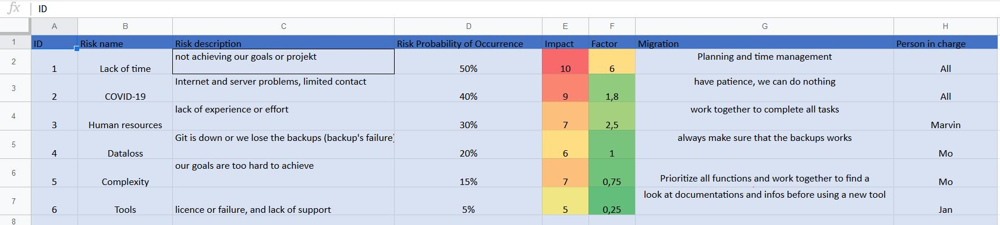 fx ID
A B C D E F G H
1 ID Risk name Risk description Risk Probability of Occurrence Impact Factor Migration Person in charge
2 1 Lack of time not achieving our goals or projekt 50% 10 6 Planning and time management All
3 2 COVID-19 Internet and server problems, limited contact 40% 9 1,8 have patience, we can do nothing All
4 3 Human resources lack of experience or effort 30% 7 2,5 work together to complete all tasks Marvin
5 4 Dataloss Git is down or we lose the backups (backup's failure) 20% 6 1 always make sure that the backups works Mo
6 5 Complexity our goals are too hard to achieve 15% 7 0,75 Prioritize all functions and work together to find a Mo
7 6 Tools licence or failure, and lack of support 5% 5 0,25 look at documentations and infos before using a new tool Jan
8